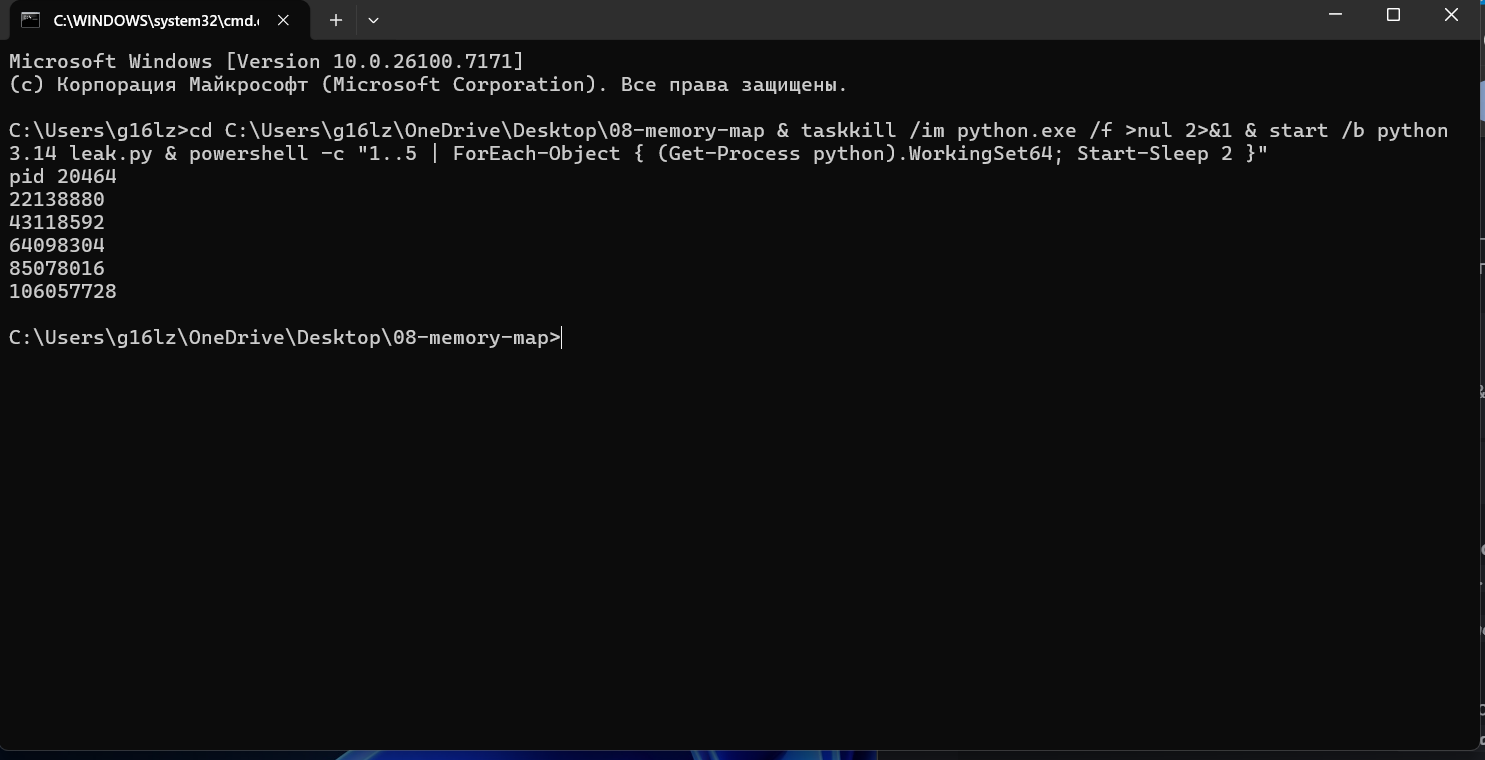 C:\WINDOWS\system32\cmd.
Microsoft Windows [Version 10.0.26100.7171]
(c) Корпорация Майкрософт (Microsoft Corporation). Все права защищены.
C:\Users\g16lz>cd C:\Users\g16lz\OneDrive\Desktop\08-memory-map & taskkill /im python.exe /f >nul 2>&1 & start /b python
3.14 leak.py & powershell -c "1..5 | ForEach-Object { (Get-Process python).WorkingSet64; Start-Sleep 2 }"
pid 20464
22138880
43118592
64098304
85078016
106057728
C:\Users\g16lz\OneDrive\Desktop\08-memory-map>